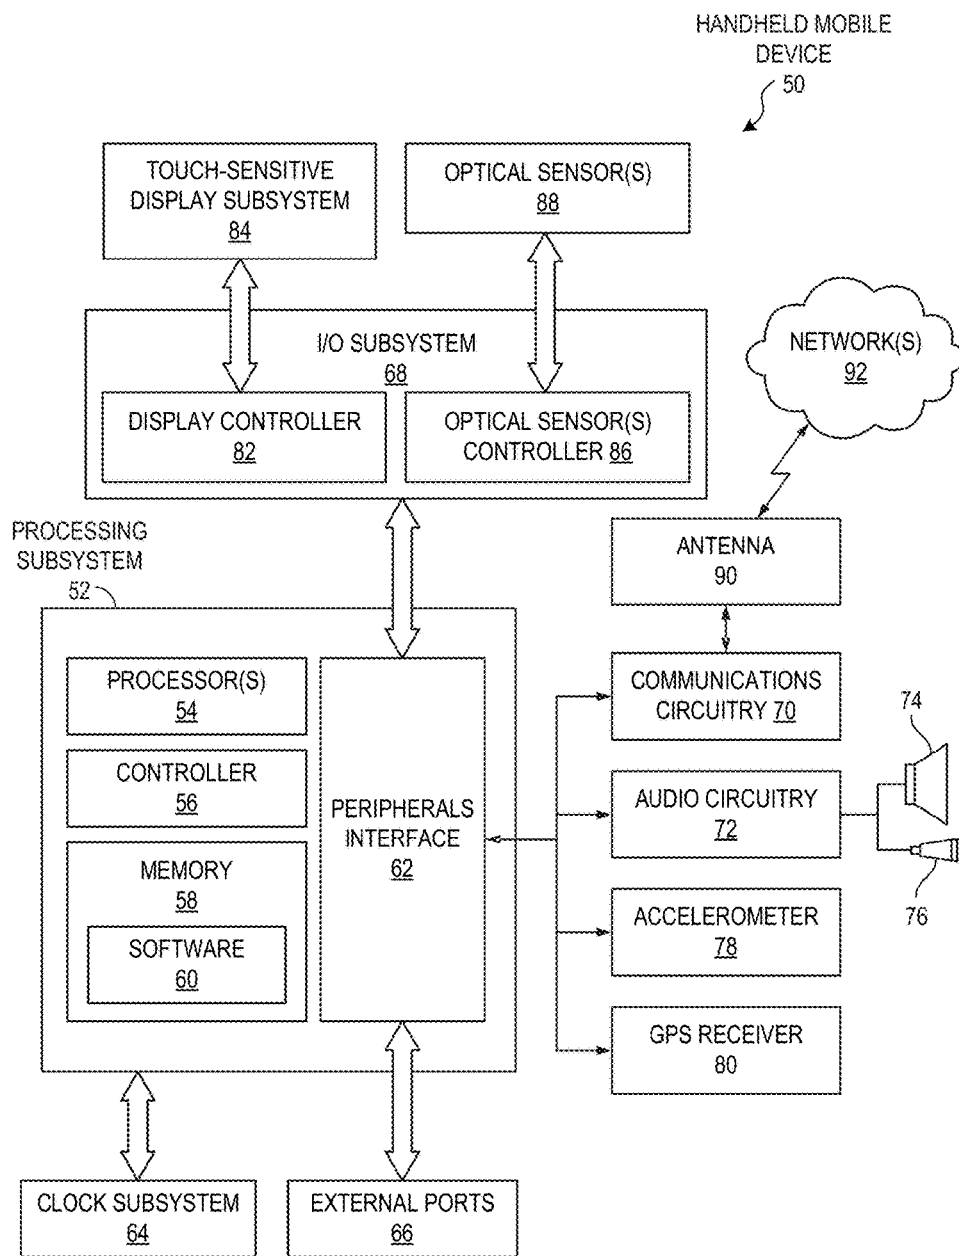 HANDHELD MOBILE
DEVICE
50
TOUCH-SENSITIVE
DISPLAY SUBSYSTEM
84
OPTICAL SENSOR(S)
88
I/O SUBSYSTEM
68
NETWORK(S)
92
DISPLAY CONTROLLER
82
OPTICAL SENSOR(S)
CONTROLLER 86
PROCESSING
SUBSYSTEM
52
ANTENNA
90
PROCESSOR(S)
54
COMMUNICATIONS
CIRCUITRY 70
74
CONTROLLER
56
PERIPHERALS
INTERFACE
62
AUDIO CIRCUITRY
72
76
MEMORY
58
SOFTWARE
60
ACCELEROMETER
78
GPS RECEIVER
80
CLOCK SUBSYSTEM
64
EXTERNAL PORTS
66